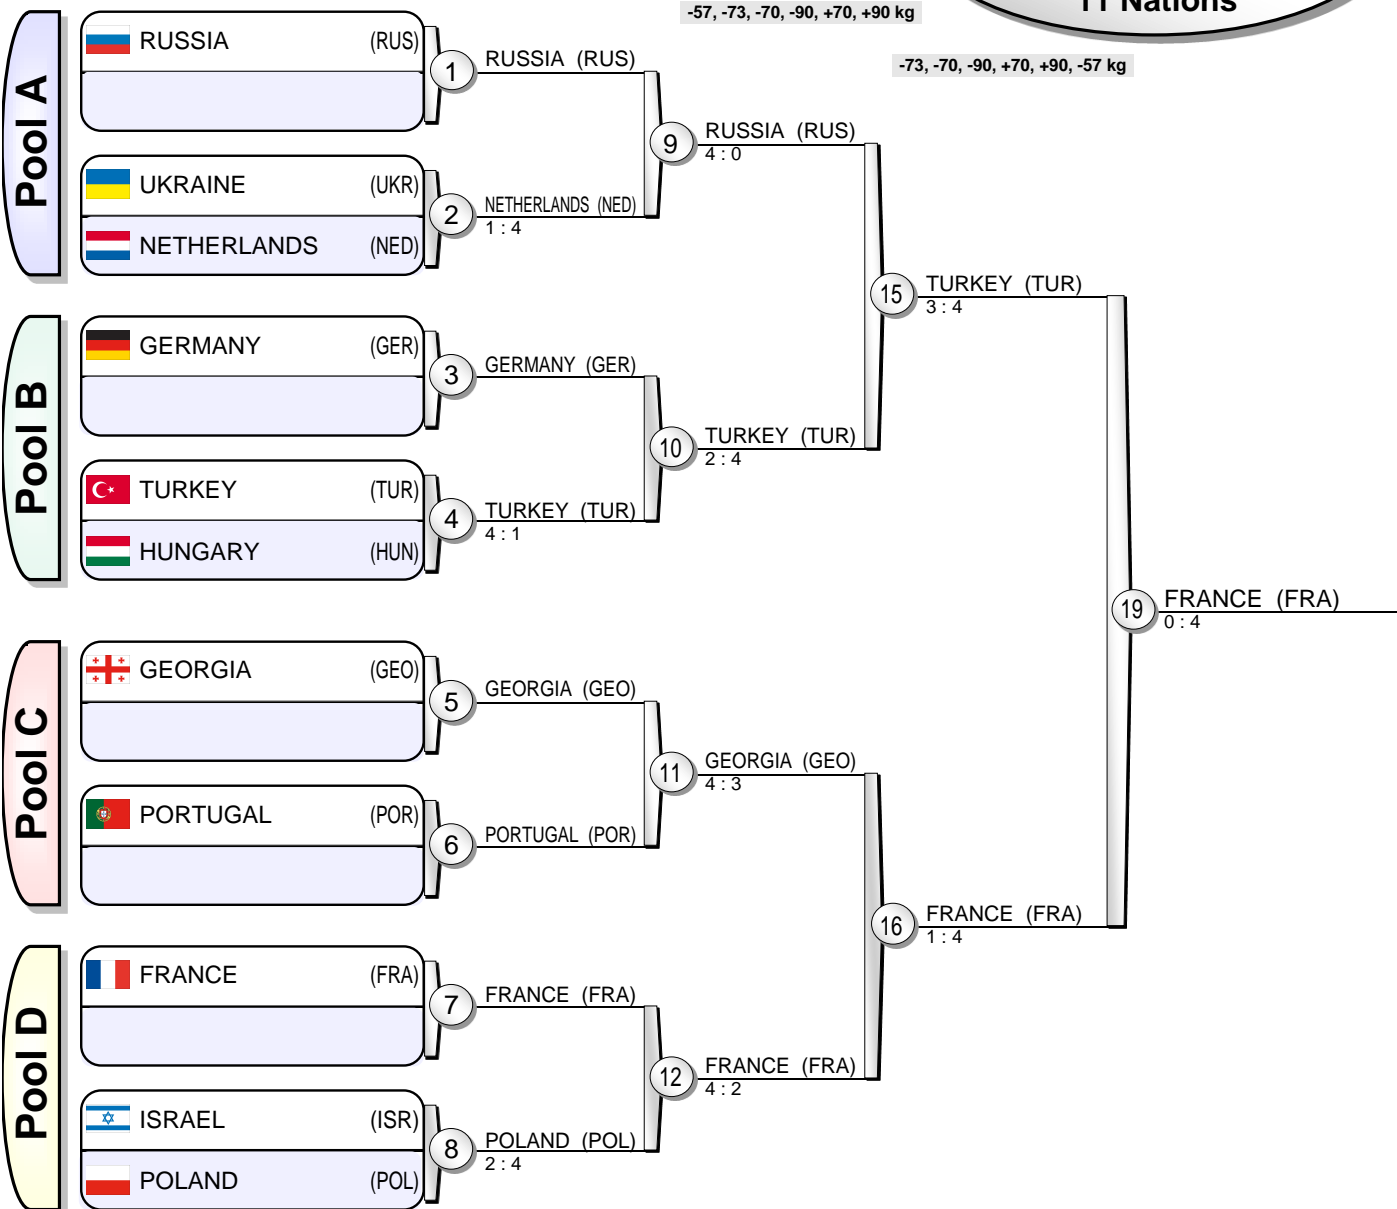 -57, -73, -70, -90, +70, +90 kg
11 Nations
-73, -70, -90, +70, +90, -57 kg
Pool A
RUSSIA (RUS)
1
RUSSIA (RUS)
UKRAINE (UKR)
NETHERLANDS (NED)
2
NETHERLANDS (NED)
1 : 4
9
RUSSIA (RUS)
4 : 0
Pool B
GERMANY (GER)
3
GERMANY (GER)
TURKEY (TUR)
HUNGARY (HUN)
4
TURKEY (TUR)
4 : 1
10
TURKEY (TUR)
2 : 4
15
TURKEY (TUR)
3 : 4
Pool C
GEORGIA (GEO)
5
GEORGIA (GEO)
PORTUGAL (POR)
6
PORTUGAL (POR)
11
GEORGIA (GEO)
4 : 3
Pool D
FRANCE (FRA)
7
FRANCE (FRA)
ISRAEL (ISR)
POLAND (POL)
8
POLAND (POL)
2 : 4
12
FRANCE (FRA)
4 : 2
16
FRANCE (FRA)
1 : 4
19
FRANCE (FRA)
0 : 4